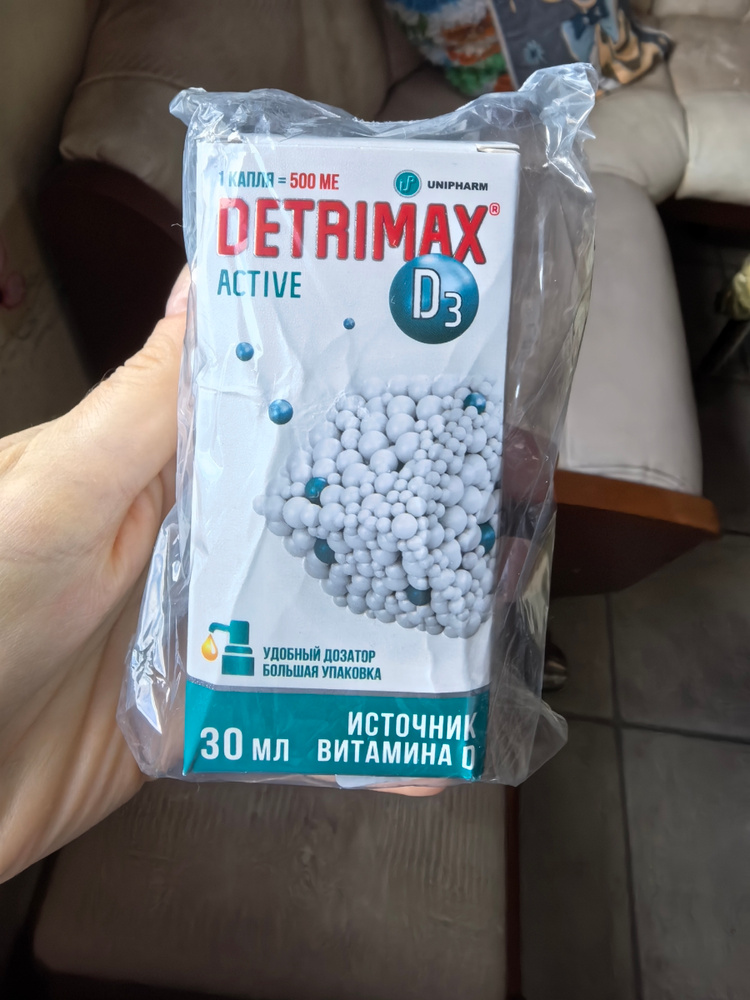 1 КАПЛЯ = 500 МЕ
UNIPHARM
DETRIMAX®
ACTIVE
D3
УДОБНЫЙ ДОЗАТОР
БОЛЬШАЯ УПАКОВКА
30 МЛ
ИСТОЧНИК
ВИТАМИНА D